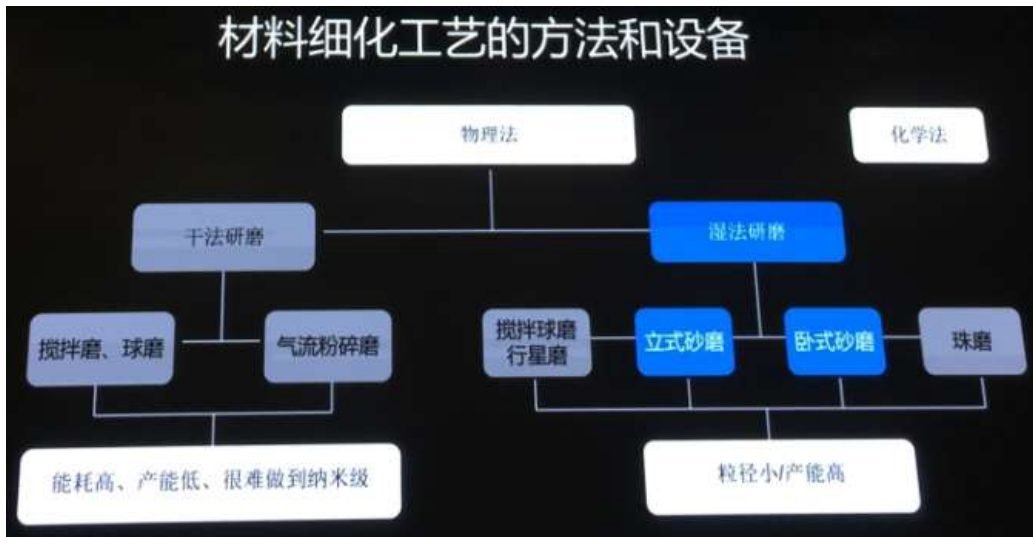 材料细化工艺的方法和设备
物理法
化学法
干法研磨
湿法研磨
搅拌磨、球磨
气流粉碎磨
搅拌球磨
行星磨
立式砂磨
卧式砂磨
珠磨
能耗高、产能低、很难做到纳米级
粒径小/产能高